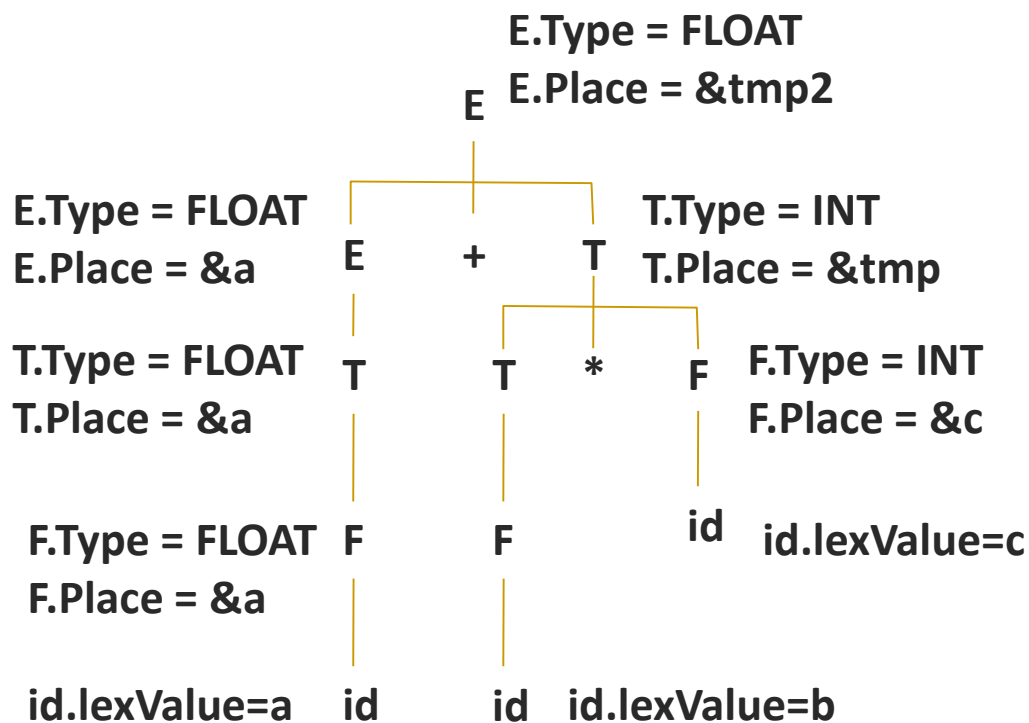 E.Type = FLOAT
E.Place = &tmp2
E
E.Type = FLOAT
E.Place = &a
E + T
T.Type = INT
T.Place = &tmp
T.Type = FLOAT
T.Place = &a
T T * F
F.Type = INT
F.Place = &c
F.Type = FLOAT
F.Place = &a
F F
id id.lexValue=c
id.lexValue=a id id id.lexValue=b